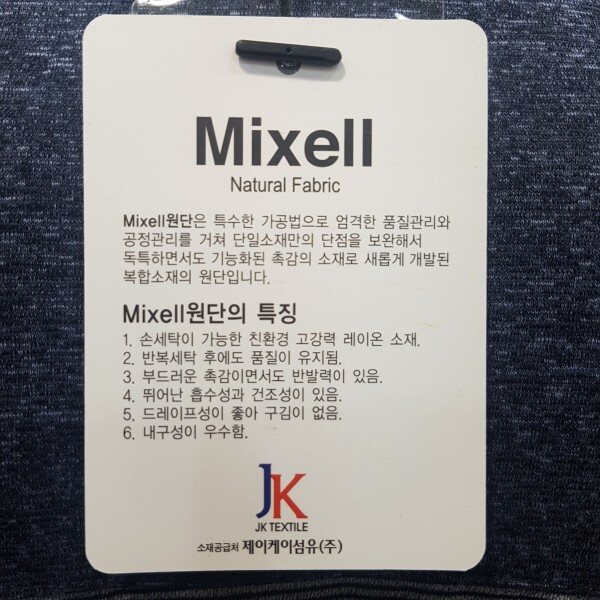 Mixell
Natural Fabric
Mixell원단은 특수한 가공법으로 엄격한 품질관리와
공정관리를 거쳐 단일소재만의 단점을 보완해서
독특하면서도 기능화된 촉감의 소재로 새롭게 개발된
복합소재의 원단입니다.
Mixell원단의 특징
1. 손세탁이 가능한 친환경 고강력 레이온 소재.
2. 반복세탁 후에도 품질이 유지됨.
3. 부드러운 촉감이면서도 반발력이 있음.
4. 뛰어난 흡수성과 건조성이 있음.
5. 드레이프성이 좋아 구김이 없음.
6. 내구성이 우수함.
JK
JK TEXTILE
소재공급처 제이케이섬유(주)